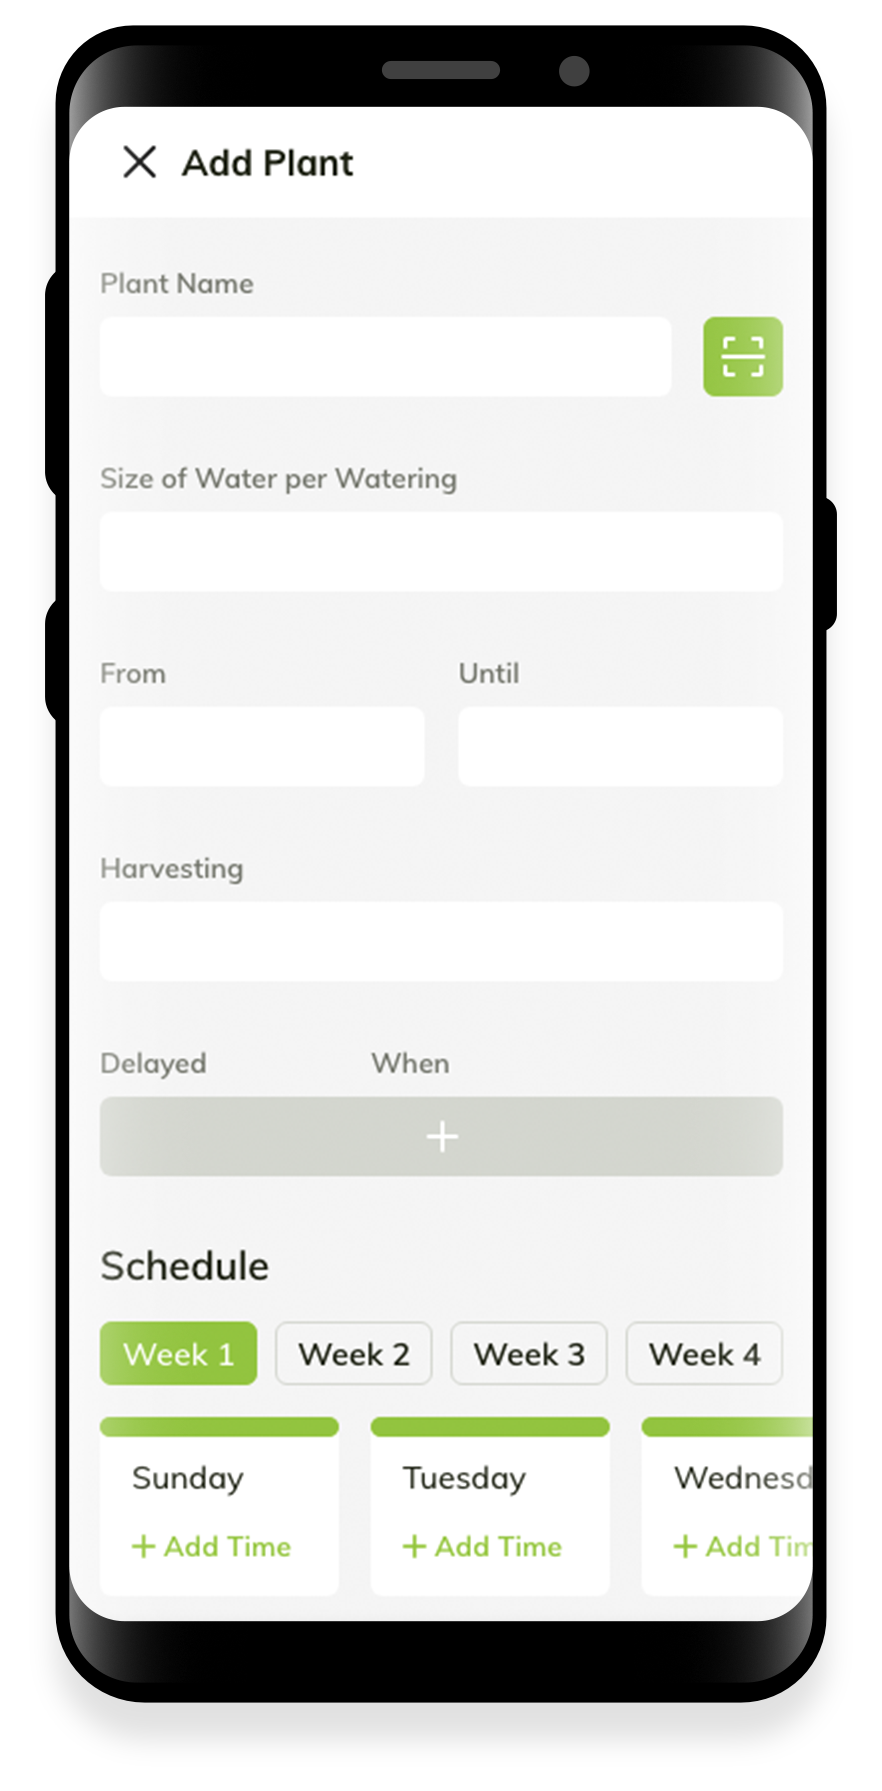 Add Plant
Plant Name
Size of Water per Watering
From Until
Harvesting
Delayed When
Schedule
Week 1 Week 2 Week 3 Week 4
Sunday Tuesday Wednesd
+ Add Time + Add Time + Add Tim